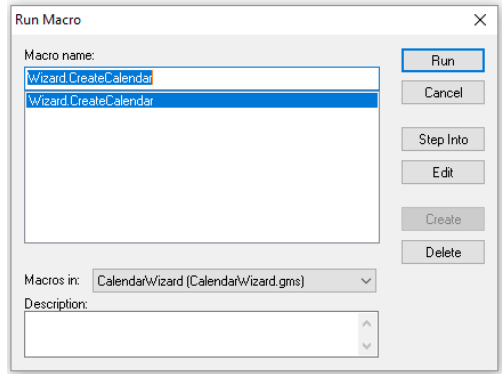 Run Macro
Macro name:
Wizard.CreateCalendar
Wizard.CreateCalendar
Run
Cancel
Step Into
Edit
Create
Delete
Macros in: CalendarWizard (CalendarWizard.gms)
Description: